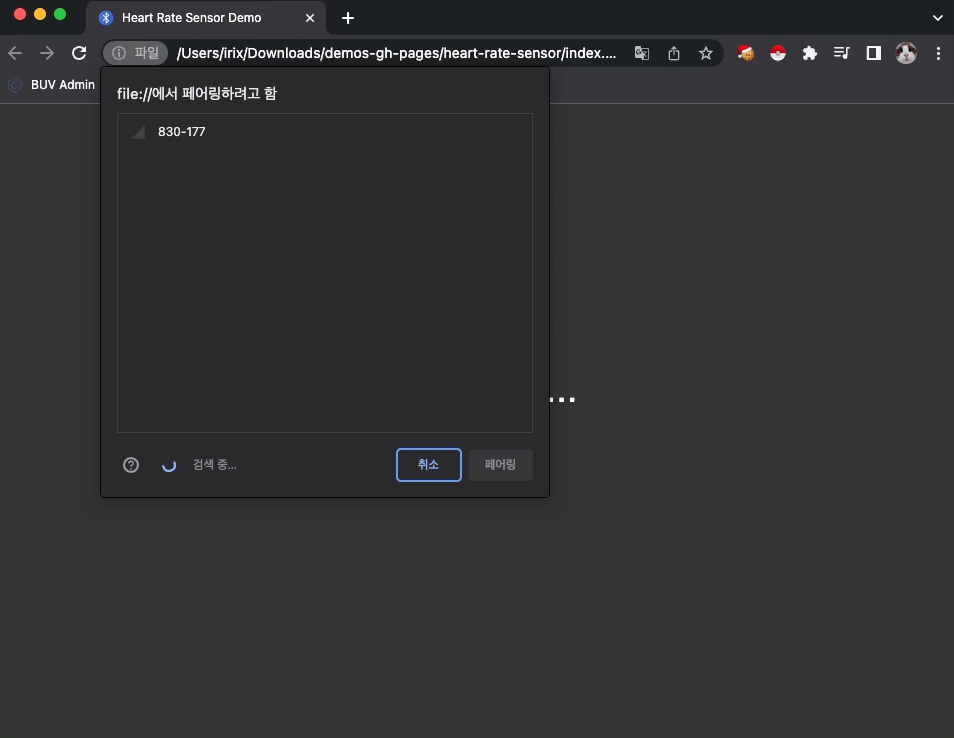 Heart Rate Sensor Demo
파일 /Users/irix/Downloads/demos-gh-pages/heart-rate-sensor/index....
BUV Admin
file://에서 페어링하려고 함
830-177
...
검색 중...
취소
페어링